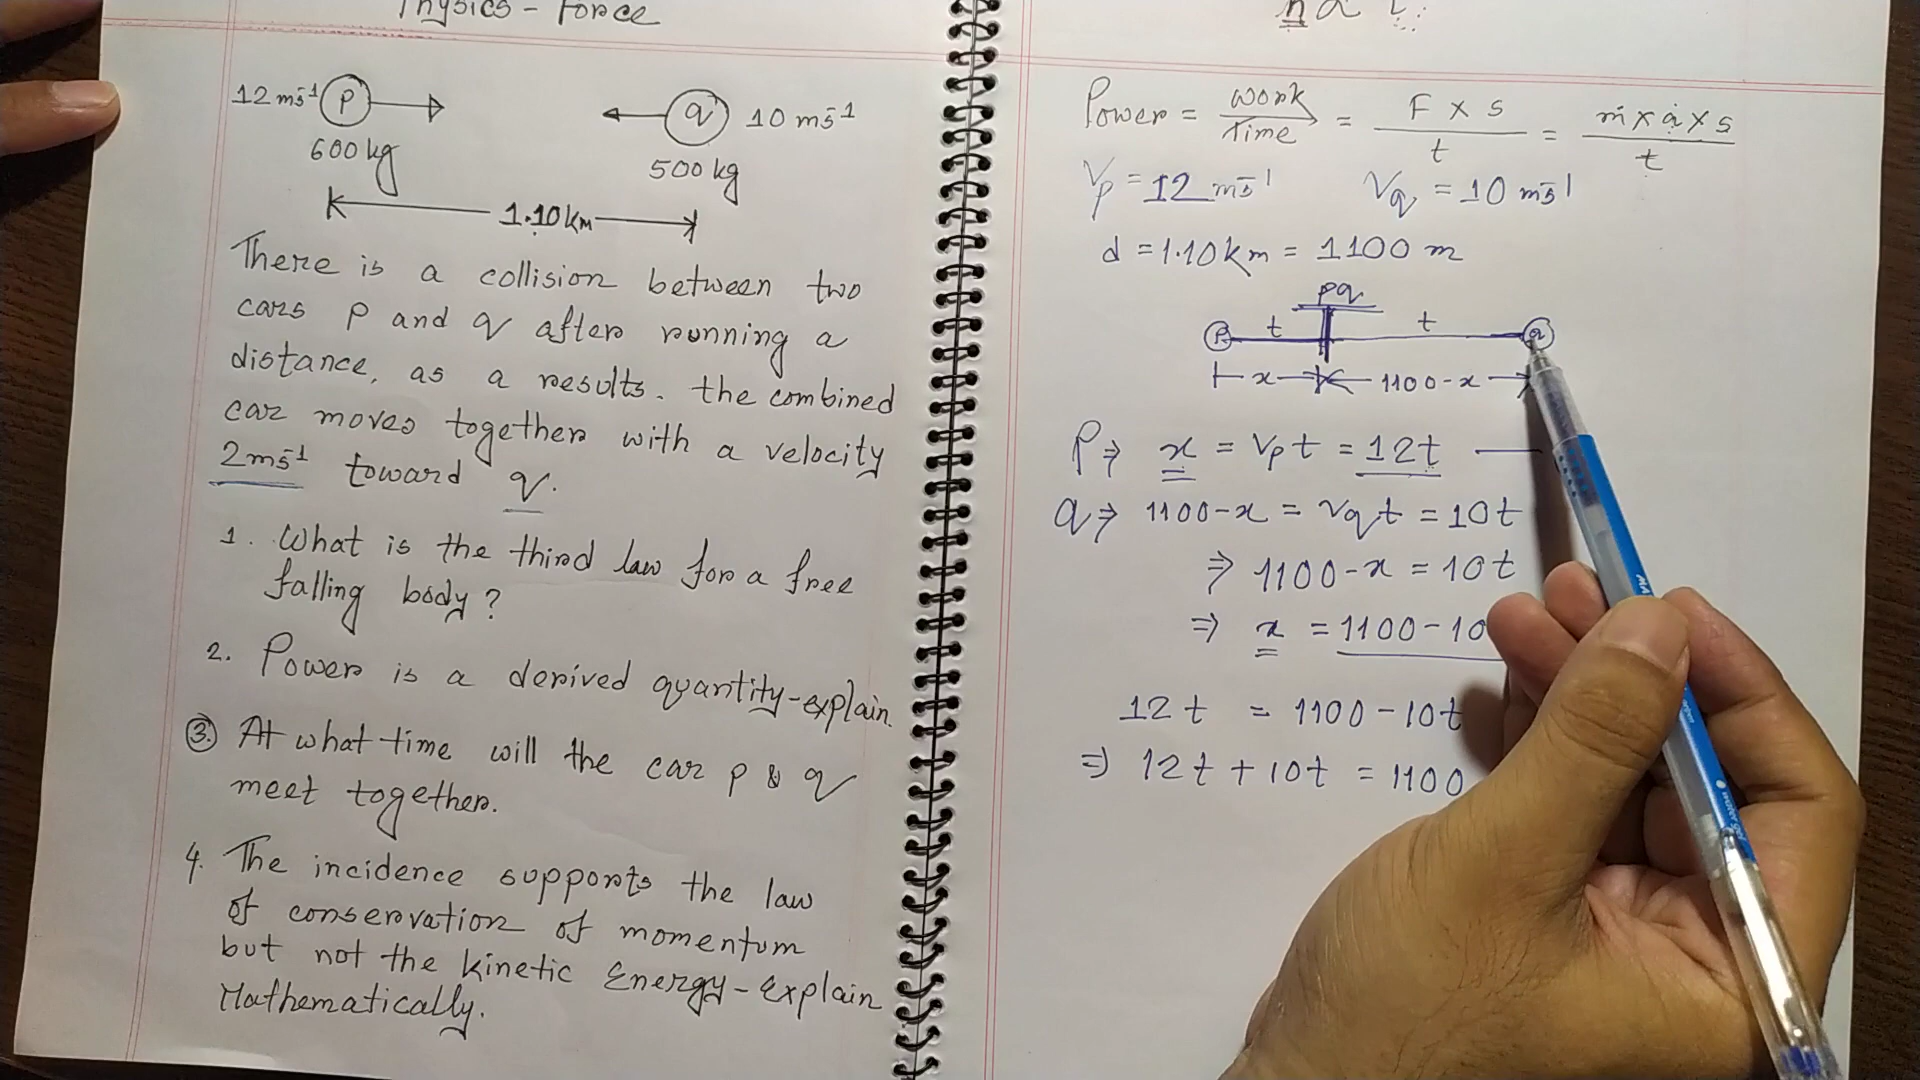 Physics - Force
12 ms⁻¹ P q 10 ms⁻¹
600 kg 500 kg
1.10 km
There is a collision between two
cars P and q after running a
distance, as a results. the combined
car moves together with a velocity
2ms⁻¹ toward q.
1. What is the third law for a free
falling body?
2. Power is a derived quantity-explain.
3. At what time will the car p & q
meet together.
4. The incidence supports the law
of conservation of momentum
but not the kinetic Energy-explain
Mathematically.
Power = work/Time = F x s / t = m x a x s / t
Vp = 12 ms⁻¹ Vq = 10 ms⁻¹
d = 1.10 km = 1100 m
pq
P t t q
x 1100 - x
P ⇒ x = Vp t = 12t
q ⇒ 1100 - x = vq t = 10t
⇒ 1100 - x = 10t
⇒ x = 1100 - 10
12t = 1100 - 10t
⇒ 12t + 10t = 1100